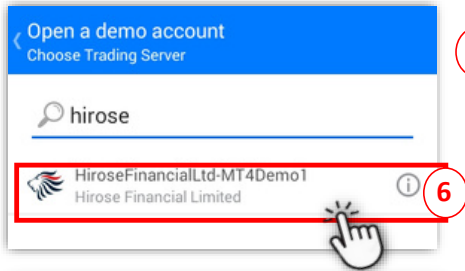 Open a demo account
Choose Trading Server
hirose
HiroseFinancialLtd-MT4Demo1
Hirose Financial Limited
6